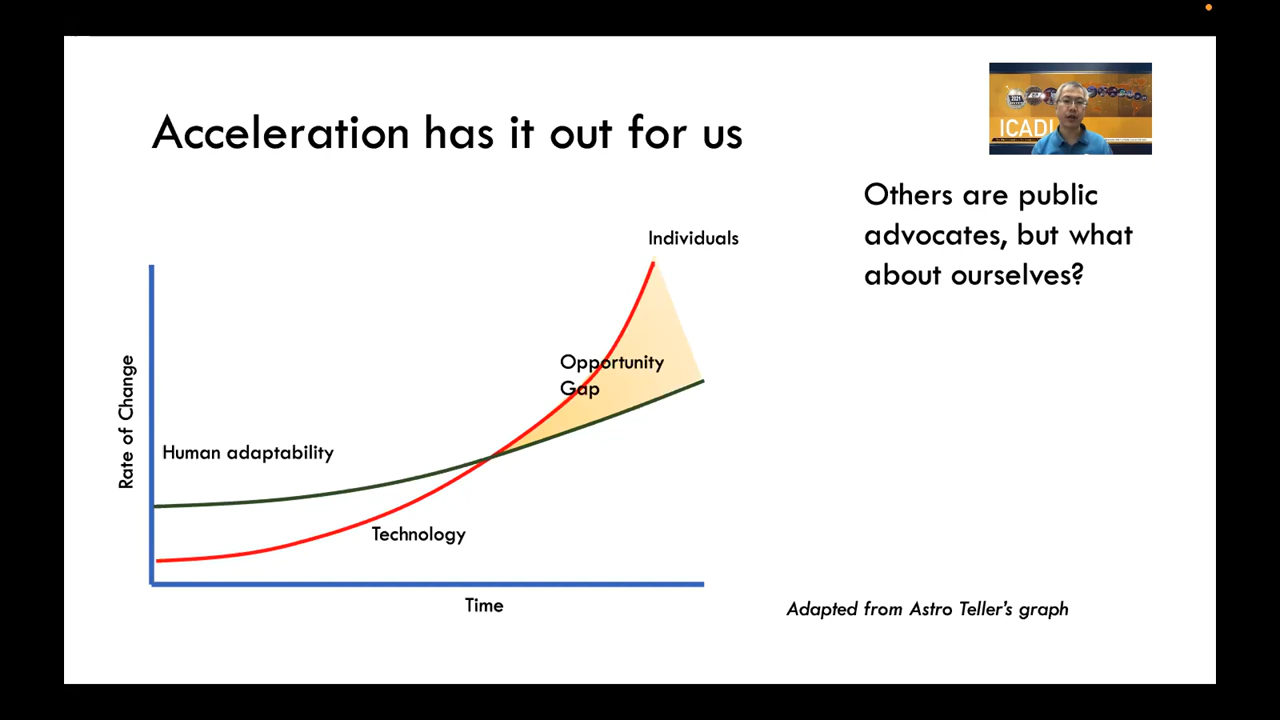 Acceleration has it out for us
ICADL
Others are public
advocates, but what
about ourselves?
Individuals
Opportunity
Gap
Rate of Change
Human adaptability
Technology
Time
Adapted from Astro Teller's graph